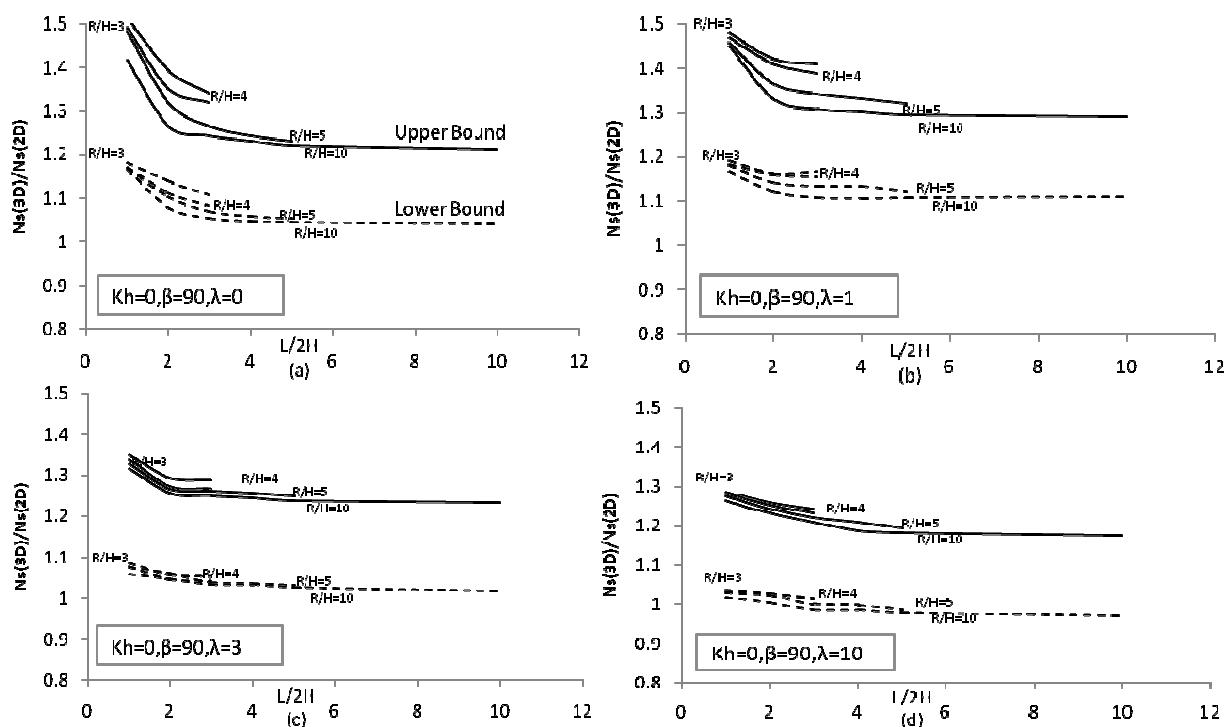 1.5
1.4
1.3
1.2
1.1
1
0.9
0.8
Ns(3D)/Ns(2D)
R/H=3
R/H=4
R/H=5
R/H=10
Upper Bound
R/H=3
R/H=4
R/H=5
R/H=10
Lower Bound
Kh=0,β=90,λ=0
0 2 4 6 8 10 12
L/2H
(a)
1.5
1.4
1.3
1.2
1.1
1
0.9
0.8
Ns(3D)/Ns(2D)
R/H=3
R/H=4
R/H=5
R/H=10
R/H=3
R/H=4
R/H=5
R/H=10
Kh=0,β=90,λ=1
0 2 4 6 8 10 12
L/2H
(b)
1.5
1.4
1.3
1.2
1.1
1
0.9
0.8
Ns(3D)/Ns(2D)
/H=3
R/H=4
R/H=5
R/H=10
R/H=3
R/H=4
R/H=5
R/H=10
Kh=0,β=90,λ=3
0 2 4 6 8 10 12
L/2H
(c)
1.5
1.4
1.3
1.2
1.1
1
0.9
0.8
Ns(3D)/Ns(2D)
R/H=3
R/H=4
R/H=5
R/H=10
R/H=3
R/H=4
R/H=5
R/H=10
Kh=0,β=90,λ=10
0 2 4 6 8 10 12
L/2H
(d)